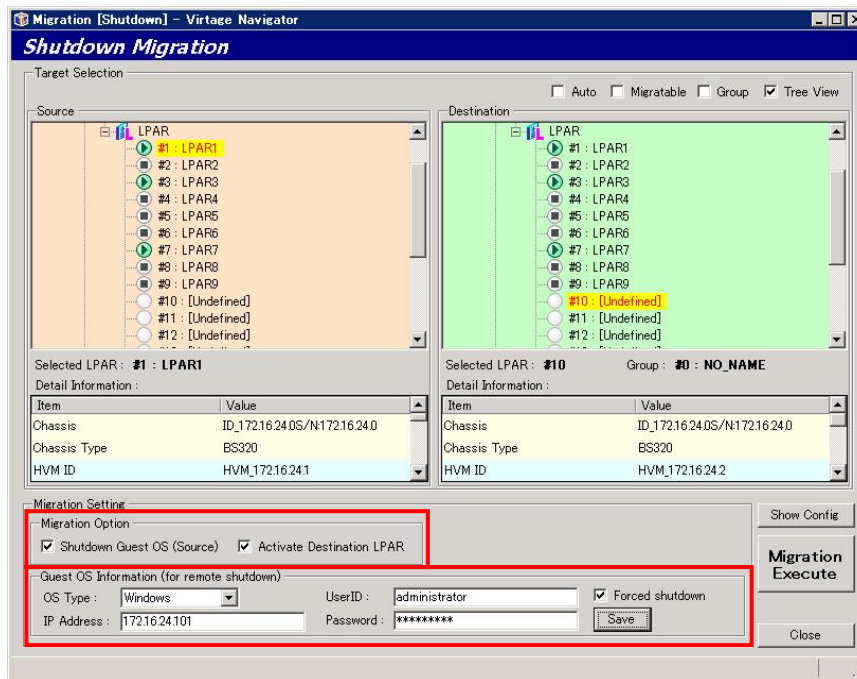 Migration [Shutdown] - Virtage Navigator
Shutdown Migration
Target Selection
Auto Migratable Group Tree View
Source
LPAR
#1 : LPAR1
#2 : LPAR2
#3 : LPAR3
#4 : LPAR4
#5 : LPAR5
#6 : LPAR6
#7 : LPAR7
#8 : LPAR8
#9 : LPAR9
#10 : [Undefined]
#11 : [Undefined]
#12 : [Undefined]
Selected LPAR : #1 : LPAR1
Detail Information :
Item Value
Chassis ID_172.16.24.0S/N:172.16.24.0
Chassis Type BS320
HVM ID HVM_172.16.24.1
Destination
LPAR
#1 : LPAR1
#2 : LPAR2
#3 : LPAR3
#4 : LPAR4
#5 : LPAR5
#6 : LPAR6
#7 : LPAR7
#8 : LPAR8
#9 : LPAR9
#10 : [Undefined]
#11 : [Undefined]
#12 : [Undefined]
Selected LPAR : #10 Group : #0 : NO_NAME
Detail Information :
Item Value
Chassis ID_172.16.24.0S/N:172.16.24.0
Chassis Type BS320
HVM ID HVM_172.16.24.2
Migration Setting
Migration Option
Shutdown Guest OS (Source) Activate Destination LPAR
Guest OS Information (for remote shutdown)
OS Type : Windows UserID : administrator Forced shutdown
IP Address : 172.16.24.101 Password : ********* Save
Show Config
Migration
Execute
Close